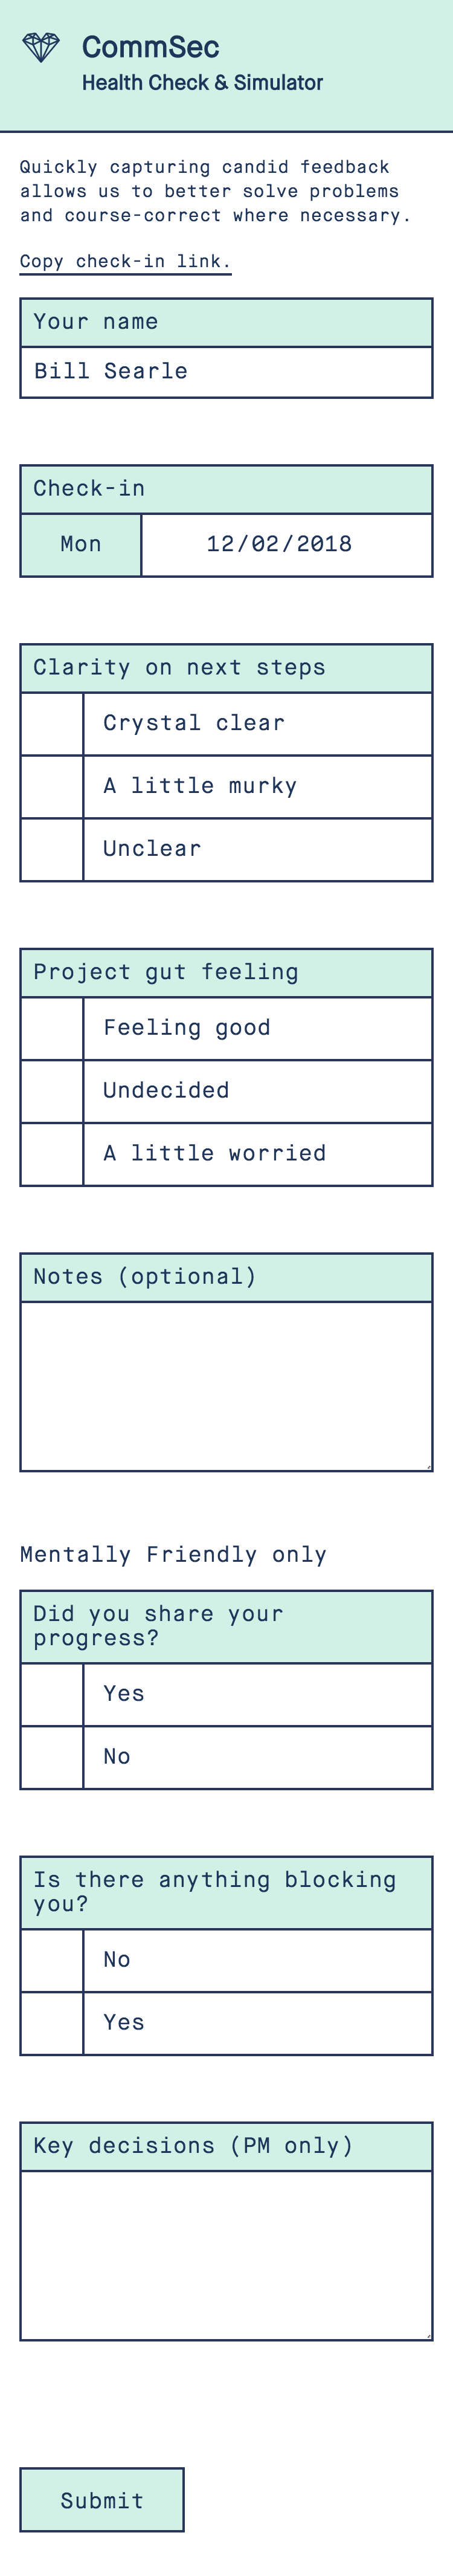 CommSec
Health Check & Simulator
Quickly capturing candid feedback
allows us to better solve problems
and course-correct where necessary.
Copy check-in link.
Your name
Bill Searle
Check-in
Mon
12/02/2018
Clarity on next steps
Crystal clear
A little murky
Unclear
Project gut feeling
Feeling good
Undecided
A little worried
Notes (optional)
Mentally Friendly only
Did you share your
progress?
Yes
No
Is there anything blocking
you?
No
Yes
Key decisions (PM only)
Submit